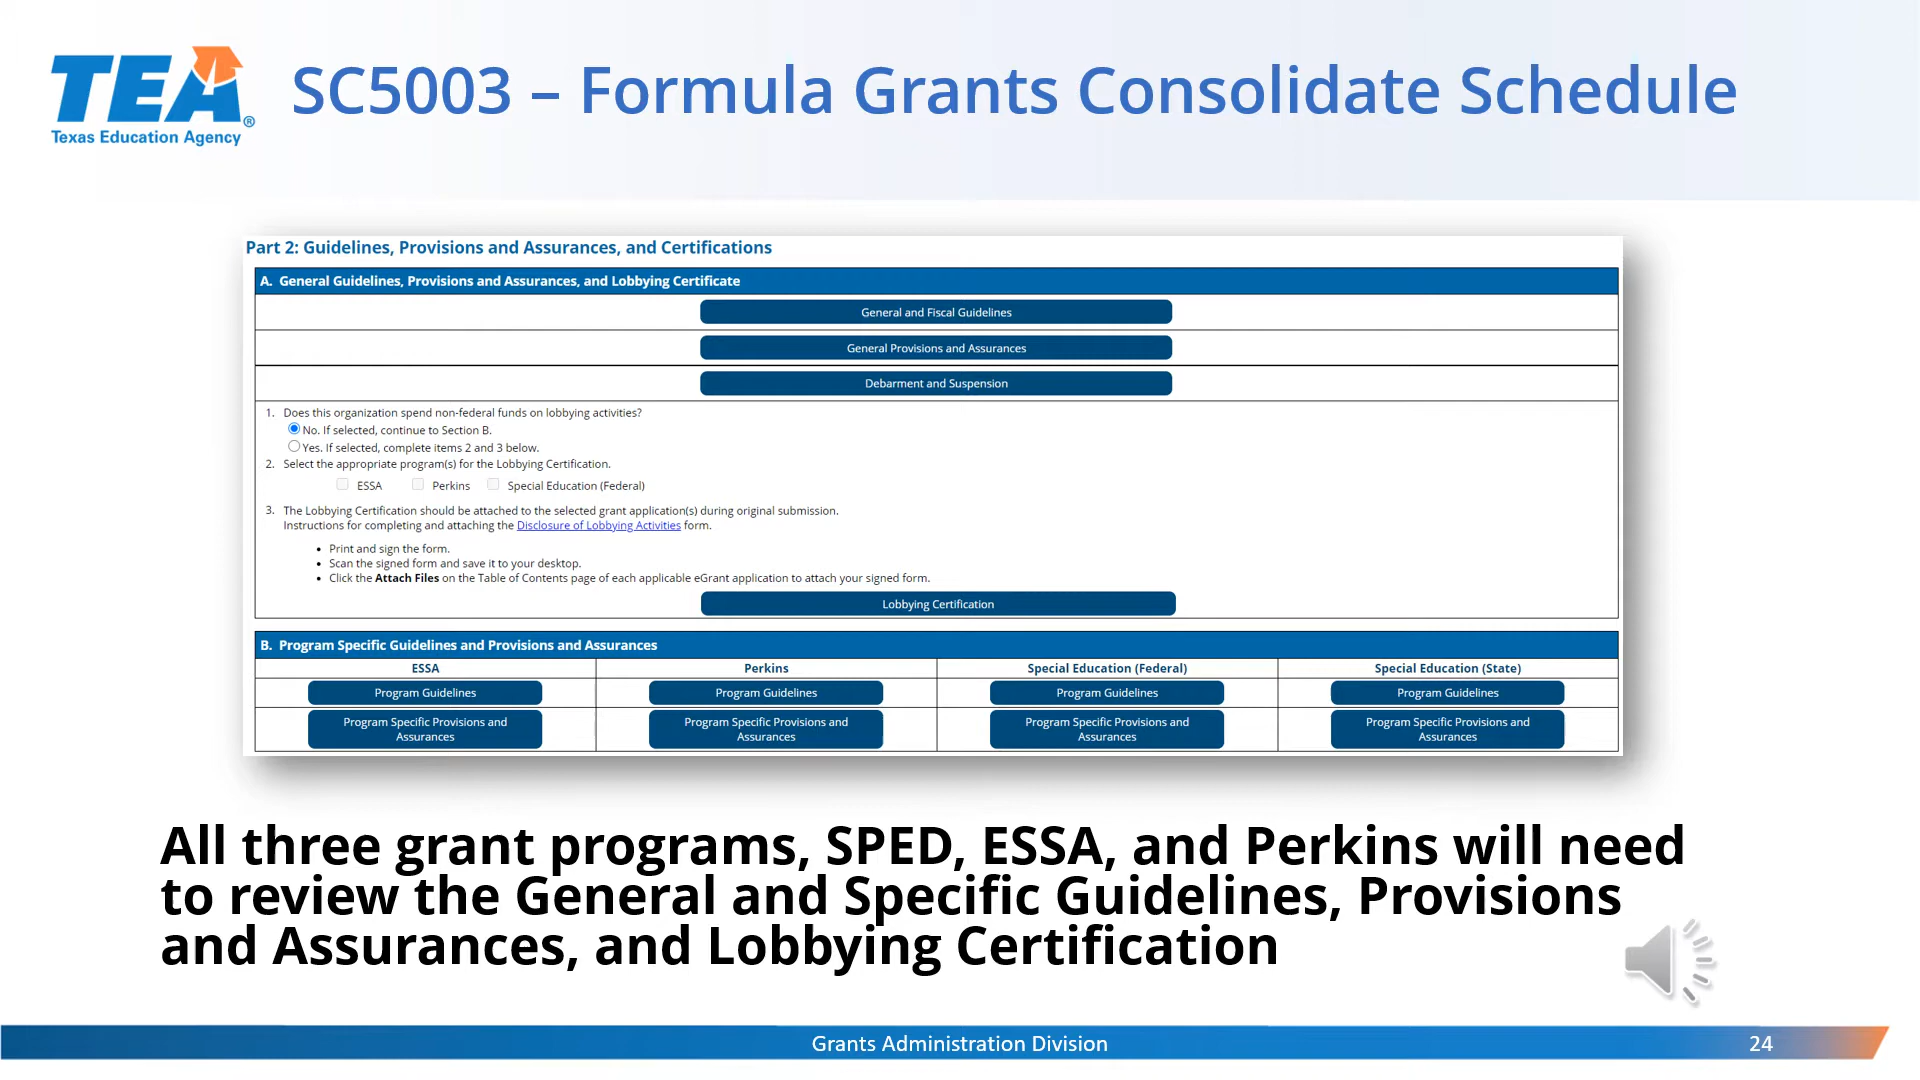 TEA®
Texas Education Agency
SC5003 – Formula Grants Consolidate Schedule
Part 2: Guidelines, Provisions and Assurances, and Certifications
A. General Guidelines, Provisions and Assurances, and Lobbying Certificate
General and Fiscal Guidelines
General Provisions and Assurances
Debarment and Suspension
1. Does this organization spend non-federal funds on lobbying activities?
No. If selected, continue to Section B.
Yes. If selected, complete items 2 and 3 below.
2. Select the appropriate program(s) for the Lobbying Certification.
ESSA Perkins Special Education (Federal)
3. The Lobbying Certification should be attached to the selected grant application(s) during original submission.
Instructions for completing and attaching the Disclosure of Lobbying Activities form.
• Print and sign the form.
• Scan the signed form and save it to your desktop.
• Click the Attach Files on the Table of Contents page of each applicable eGrant application to attach your signed form.
Lobbying Certification
B. Program Specific Guidelines and Provisions and Assurances
ESSA Perkins Special Education (Federal) Special Education (State)
Program Guidelines Program Guidelines Program Guidelines Program Guidelines
Program Specific Provisions and Program Specific Provisions and Program Specific Provisions and Program Specific Provisions and
Assurances Assurances Assurances Assurances
All three grant programs, SPED, ESSA, and Perkins will need
to review the General and Specific Guidelines, Provisions
and Assurances, and Lobbying Certification
Grants Administration Division
24